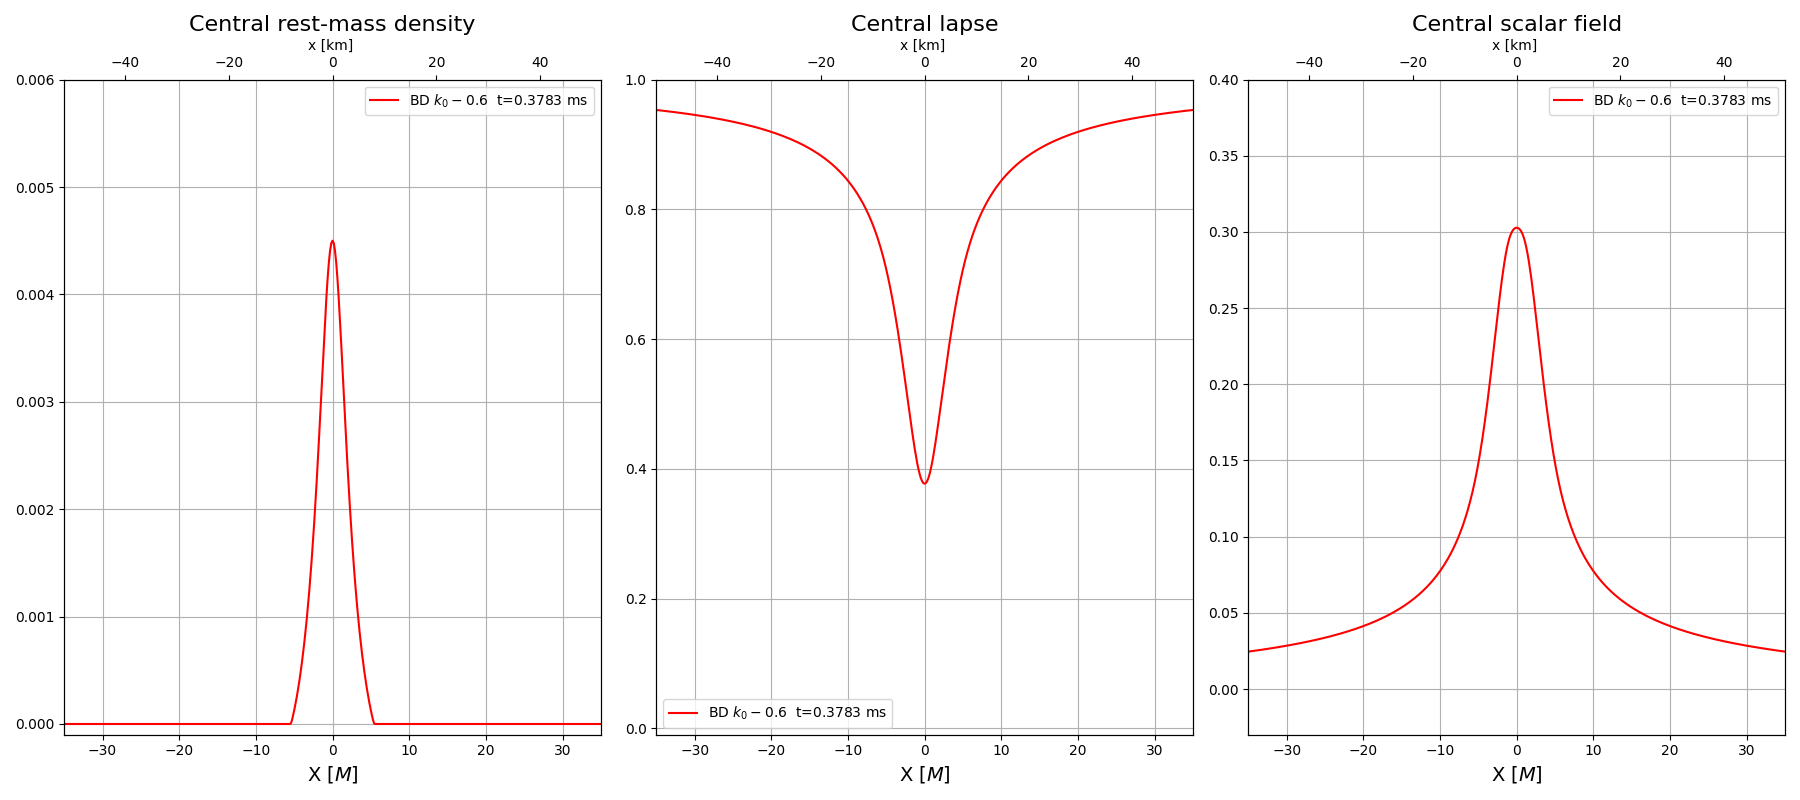 Central rest-mass density
x [km]
−40 −20 0 20 40
0.006
0.005
0.004
0.003
0.002
0.001
0.000
BD k₀ − 0.6 t=0.3783 ms
−30 −20 −10 0 10 20 30
X [M]
Central lapse
x [km]
−40 −20 0 20 40
1.0
0.8
0.6
0.4
0.2
0.0
BD k₀ − 0.6 t=0.3783 ms
−30 −20 −10 0 10 20 30
X [M]
Central scalar field
x [km]
−40 −20 0 20 40
0.40
0.35
0.30
0.25
0.20
0.15
0.10
0.05
0.00
BD k₀ − 0.6 t=0.3783 ms
−30 −20 −10 0 10 20 30
X [M]